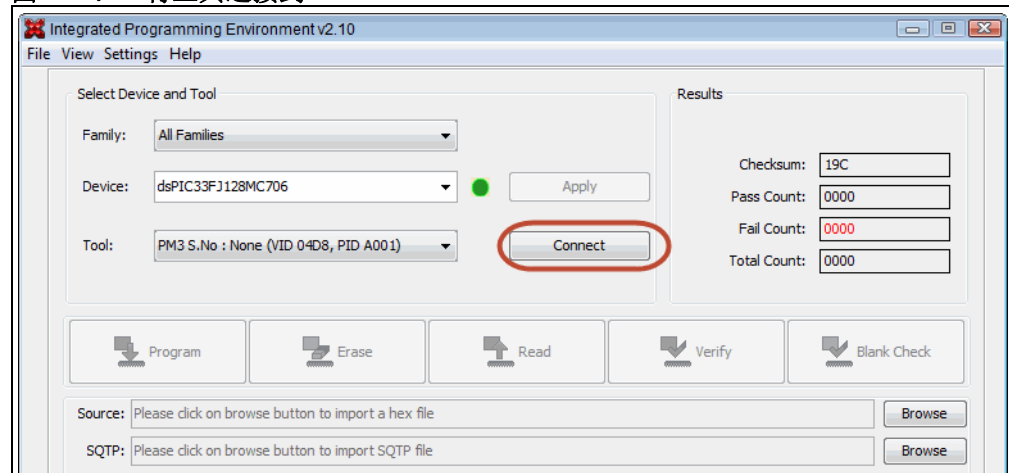 Integrated Programming Environment v2.10
File View Settings Help
Select Device and Tool
Results
Family: All Families
Checksum: 19C
Device: dsPIC33FJ128MC706 Apply
Pass Count: 0000
Fail Count: 0000
Tool: PM3 S.No : None (VID 04D8, PID A001) Connect
Total Count: 0000
Program Erase Read Verify Blank Check
Source: Please click on browse button to import a hex file Browse
SQTP: Please click on browse button to import SQTP file Browse